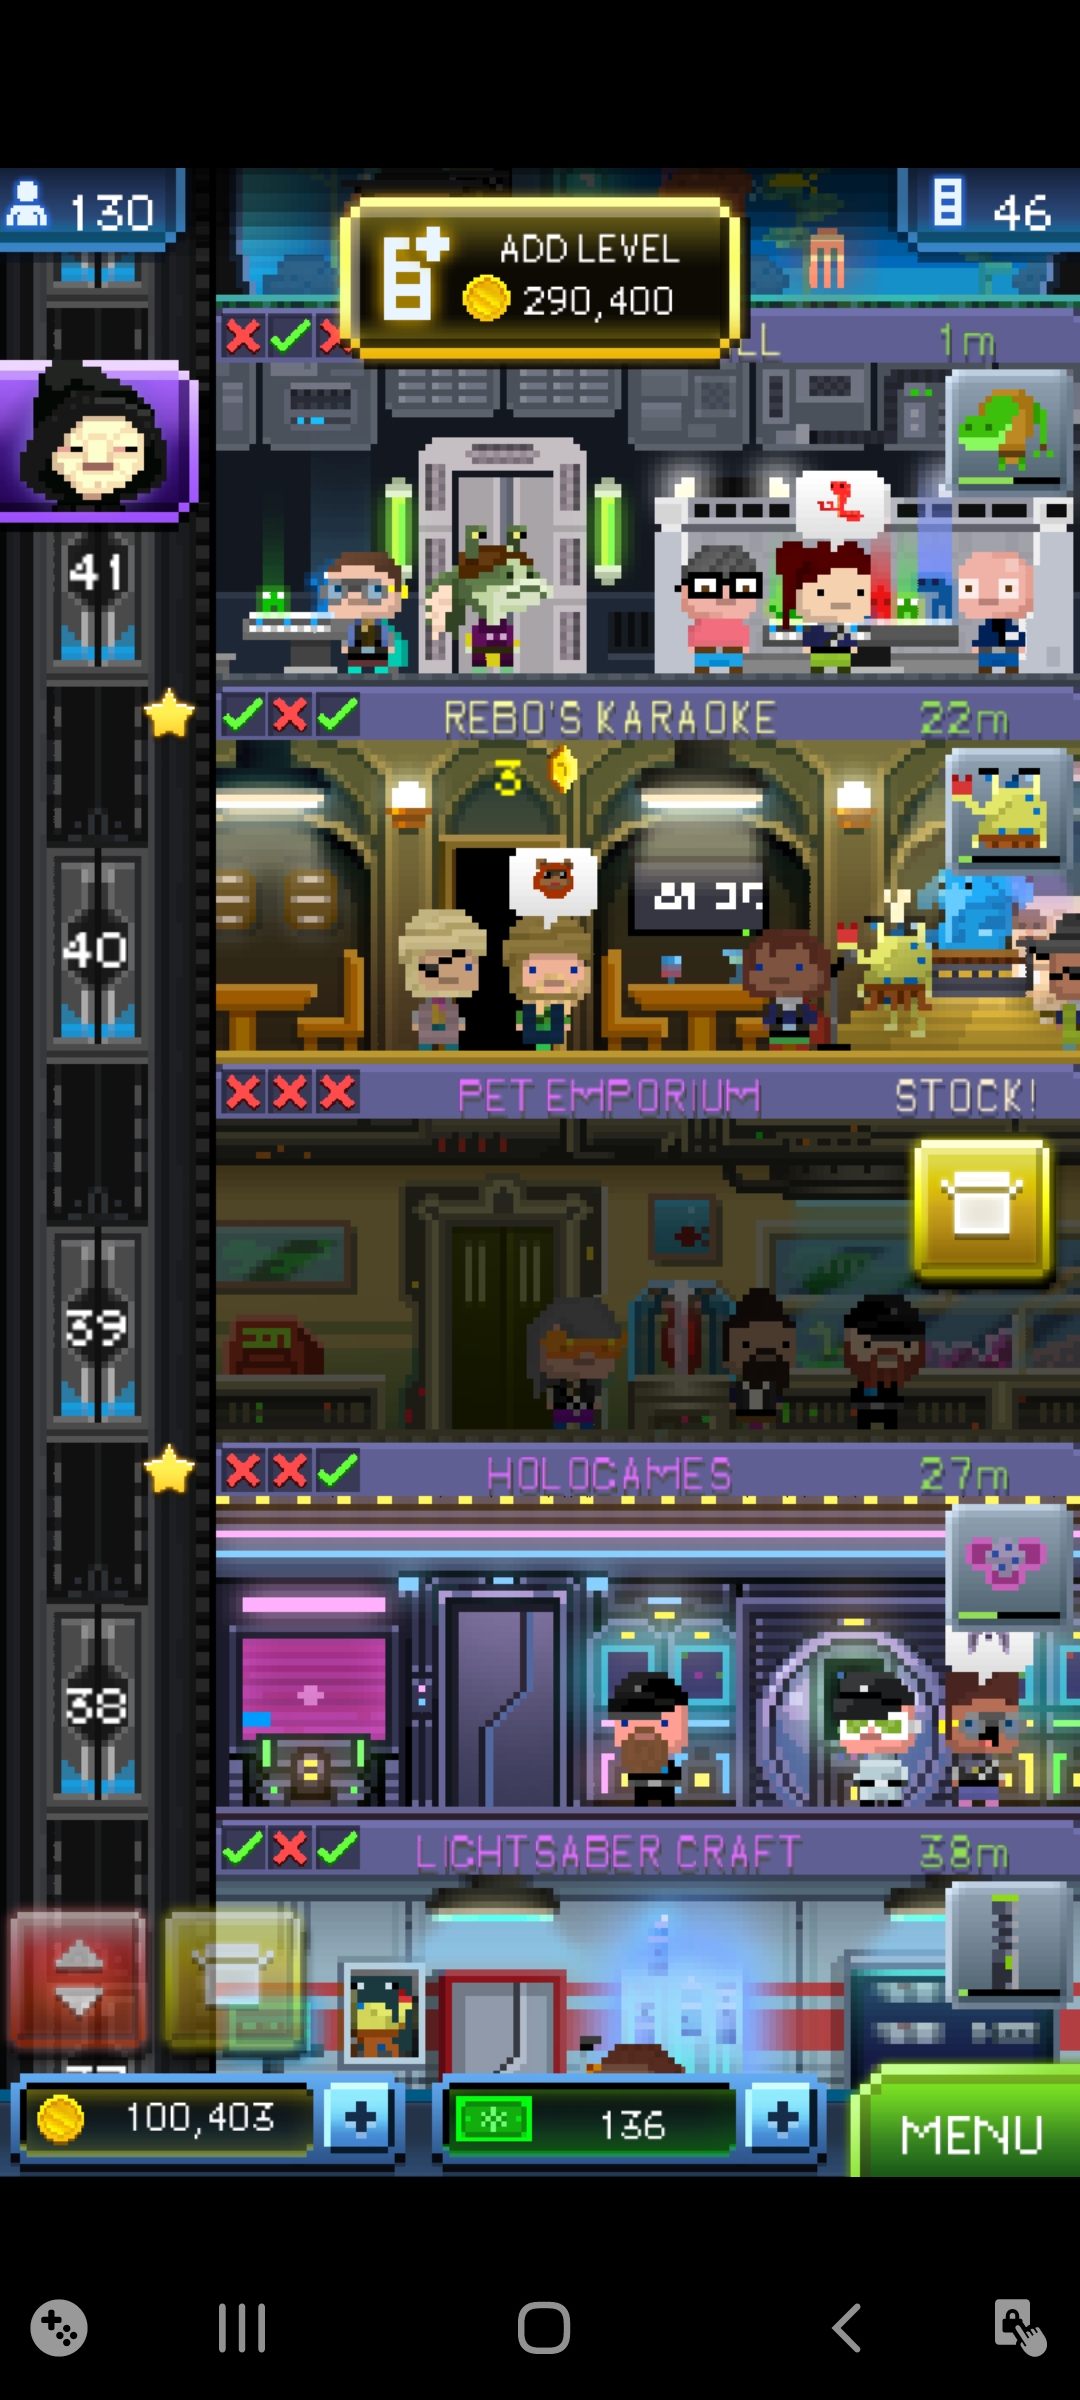 130
ADD LEVEL
290,400
46
LL
1m
41
REBO'S KARAOKE
22m
3
40
PET EMPORIUM
STOCK!
39
HOLOGAMES
27m
38
LIGHTSABER CRAFT
38m
100,403
136
MENU